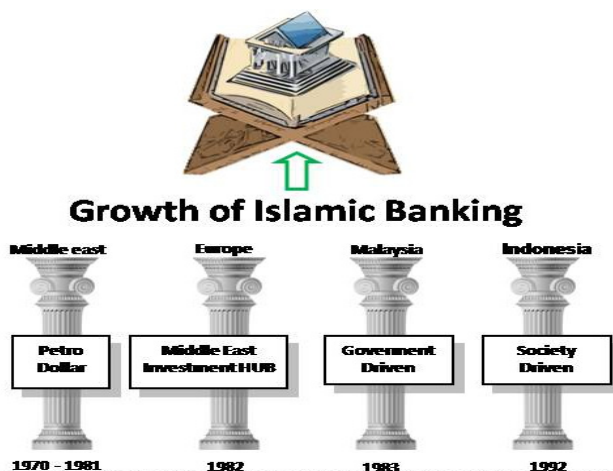 Growth of Islamic Banking
Middle east
Europe
Malaysia
Indonesia
Petro
Dollar
Middle East
Investment HUB
Government
Driven
Society
Driven
1970 - 1981
1982
1983
1992